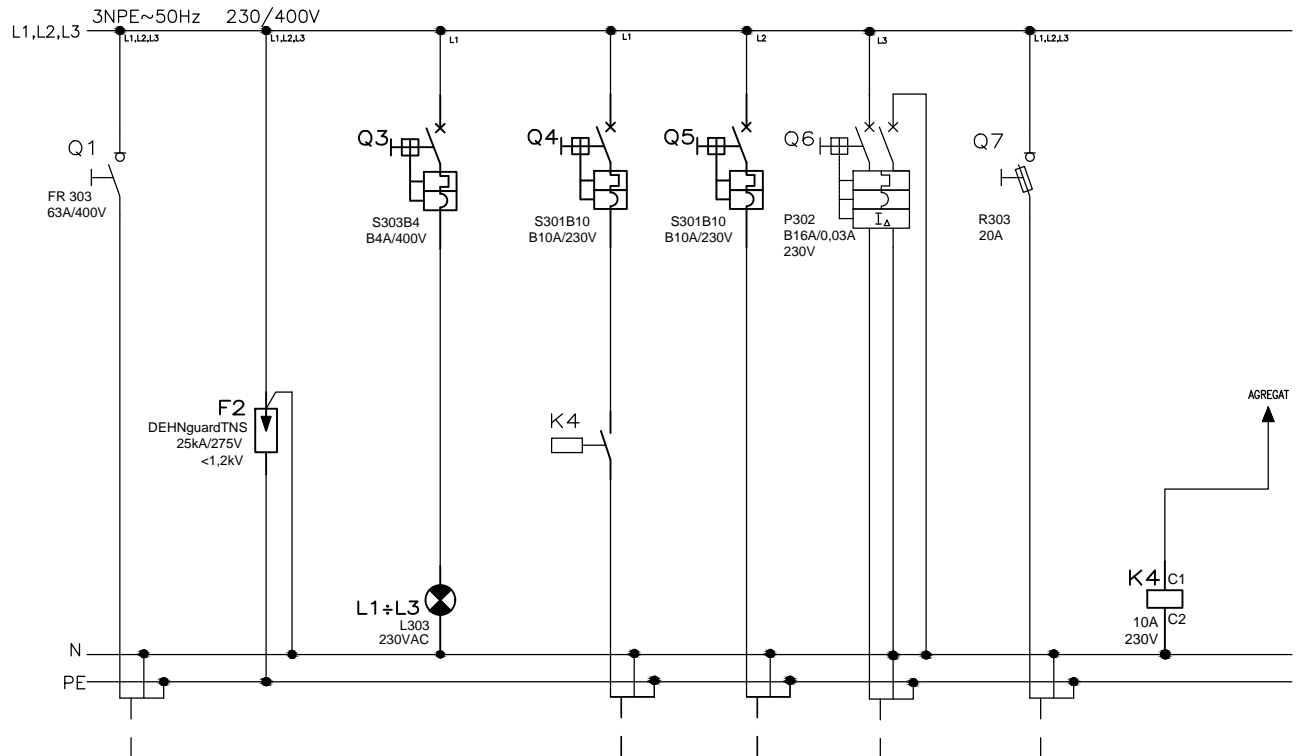 3NPE~50Hz 230/400V
L1,L2,L3
L1,L2,L3
L1,L2,L3
L1
L1
L2
L3
L1,L2,L3
Q1
FR 303
63A/400V
Q3
S303B4
B4A/400V
Q4
S301B10
B10A/230V
Q5
S301B10
B10A/230V
Q6
P302
B16A/0,03A
230V
I∆
Q7
R303
20A
F2
DEHNguardTNS
25kA/275V
<1,2kV
K4
AGREGAT
L1÷L3
L303
230VAC
K4
C1
C2
10A
230V
N
PE